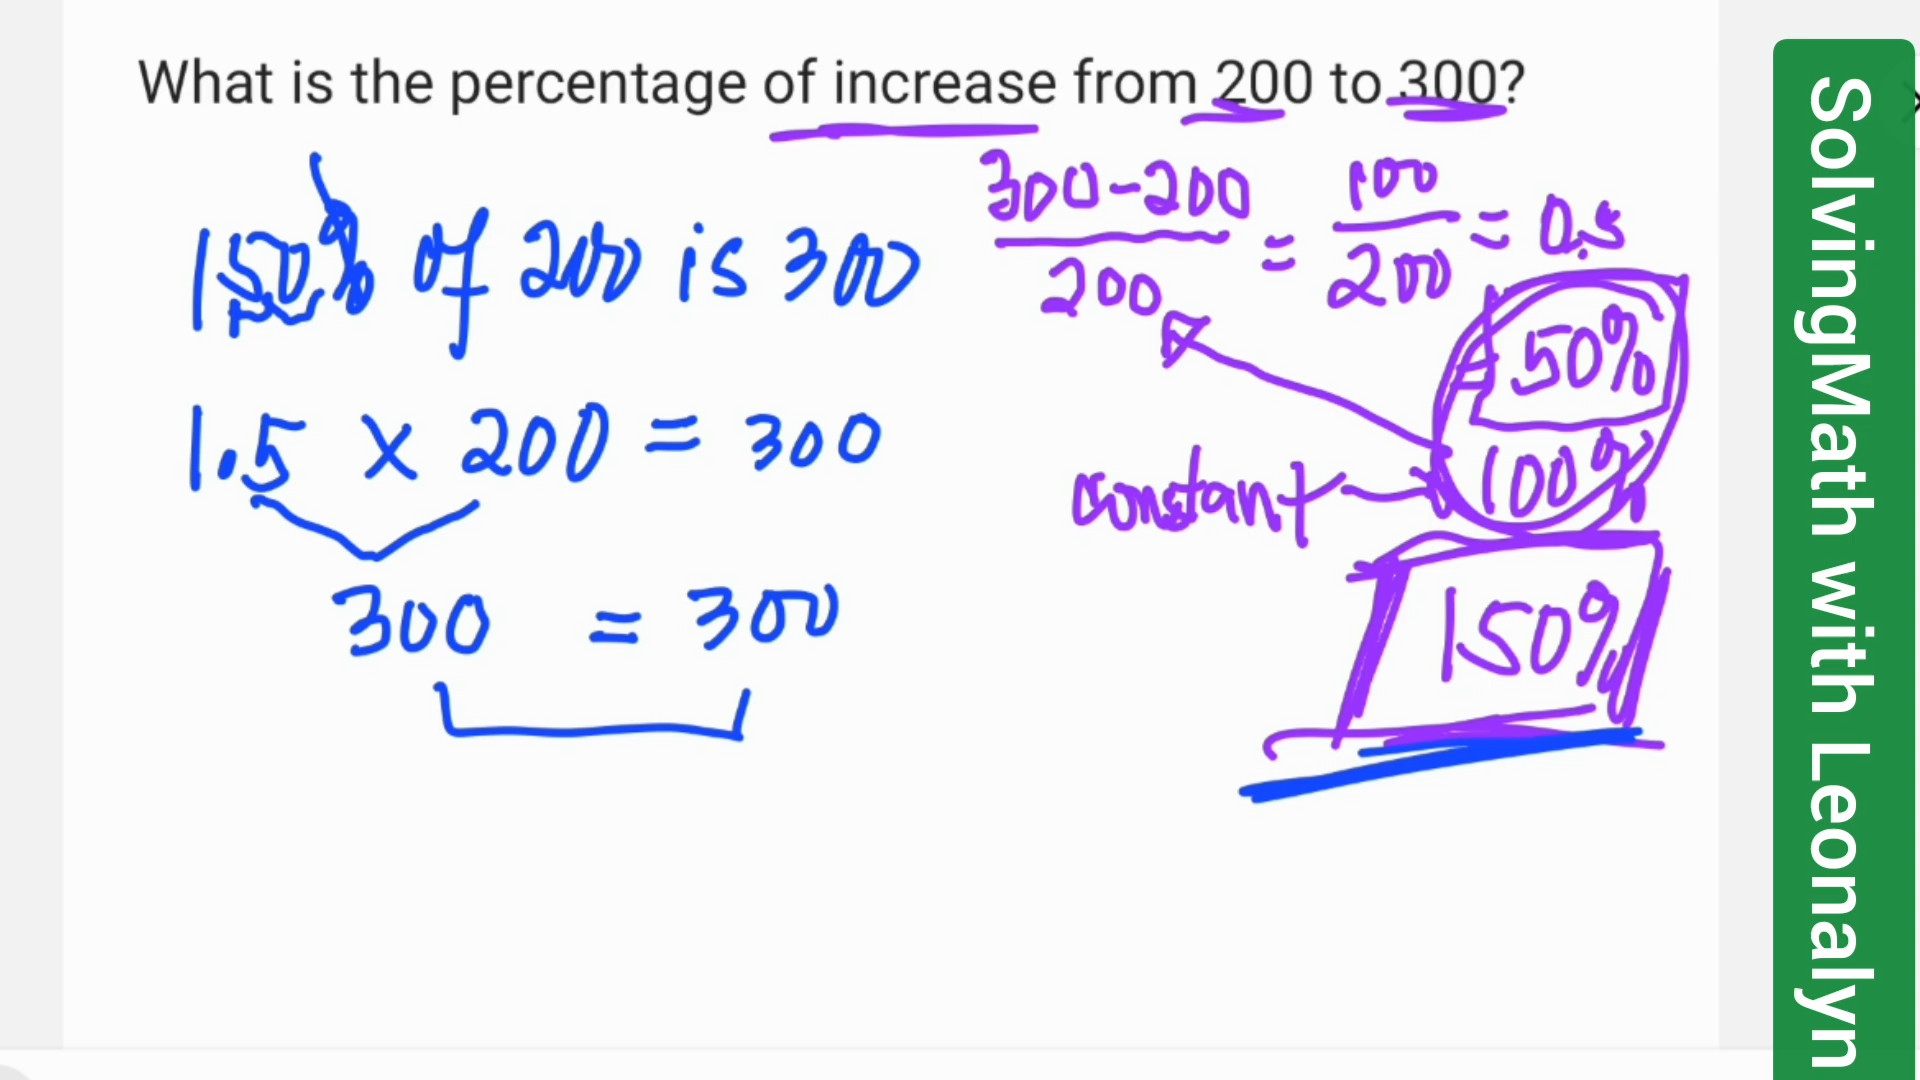 What is the percentage of increase from 200 to 300?
150% of 200 is 300
1.5 x 200 = 300
300 = 300
300-200
200
=
100
200
= 0.5
= 50%
100%
constant
150%
SolvingMath with Leonalyn